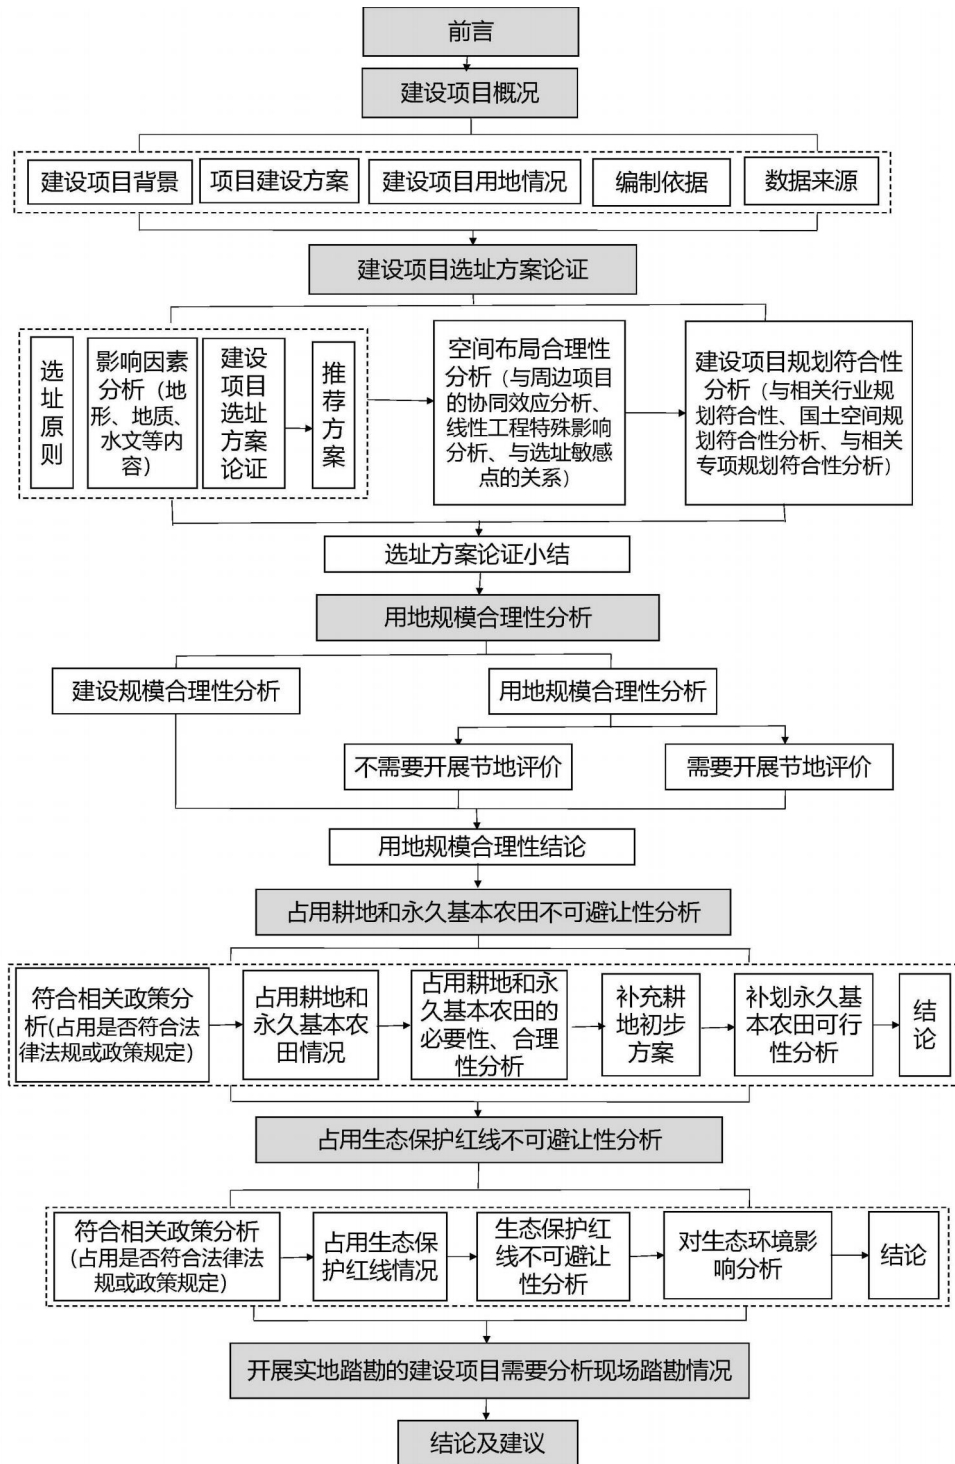 前言
建设项目概况
建设项目背景
项目建设方案
建设项目用地情况
编制依据
数据来源
建设项目选址方案论证
选址原则
影响因素
分析（地
形、地质、
水文等内
容）
建设
项目
选址
方案
论证
推荐方案
空间布局合理性
分析（与周边项目
的协同效应分析、
线性工程特殊影响
分析、与选址敏感
点的关系）
建设项目规划符合性
分析（与相关行业规
划符合性、国土空间规
划符合性分析、与相关
专项规划符合性分析）
选址方案论证小结
用地规模合理性分析
建设规模合理性分析
用地规模合理性分析
不需要开展节地评价
需要开展节地评价
用地规模合理性结论
占用耕地和永久基本农田不可避让性分析
符合相关政策分
析(占用是否符合法
律法规或政策规定）
占用耕地和
永久基本农
田情况
占用耕地和永
久基本农田的
必要性、合理
性分析
补充耕
地初步
方案
补划永久基
本农田可行
性分析
结论
占用生态保护红线不可避让性分析
符合相关政策分析
(占用是否符合法律法
规或政策规定）
占用生态保
护红线情况
生态保护红
线不可避让
性分析
对生态环境影
响分析
结论
开展实地踏勘的建设项目需要分析现场踏勘情况
结论及建议